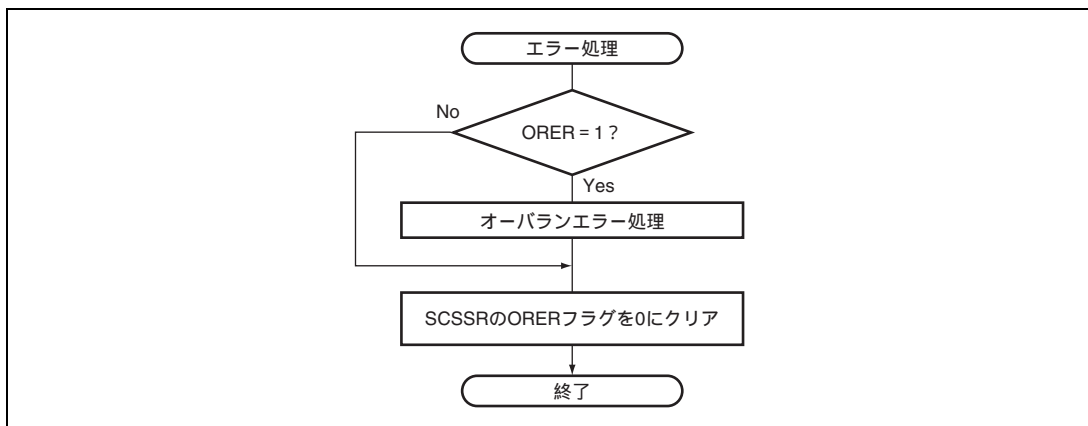 エラー処理
No
ORER = 1 ?
Yes
オーバランエラー処理
SCSSRのORERフラグを0にクリア
終了